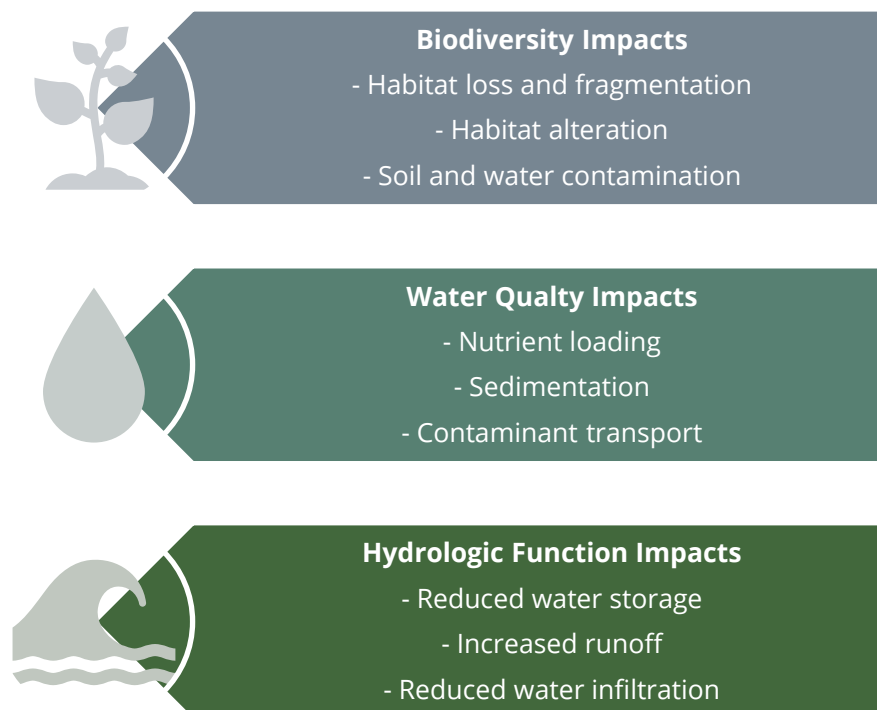 Biodiversity Impacts
- Habitat loss and fragmentation
- Habitat alteration
- Soil and water contamination
Water Qualty Impacts
- Nutrient loading
- Sedimentation
- Contaminant transport
Hydrologic Function Impacts
- Reduced water storage
- Increased runoff
- Reduced water infiltration